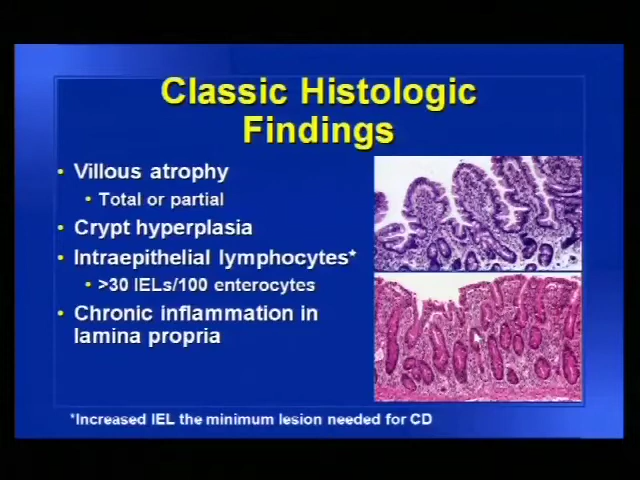 Classic Histologic
Findings
• Villous atrophy
• Total or partial
• Crypt hyperplasia
• Intraepithelial lymphocytes*
• >30 IELs/100 enterocytes
• Chronic inflammation in
lamina propria
*Increased IEL the minimum lesion needed for CD